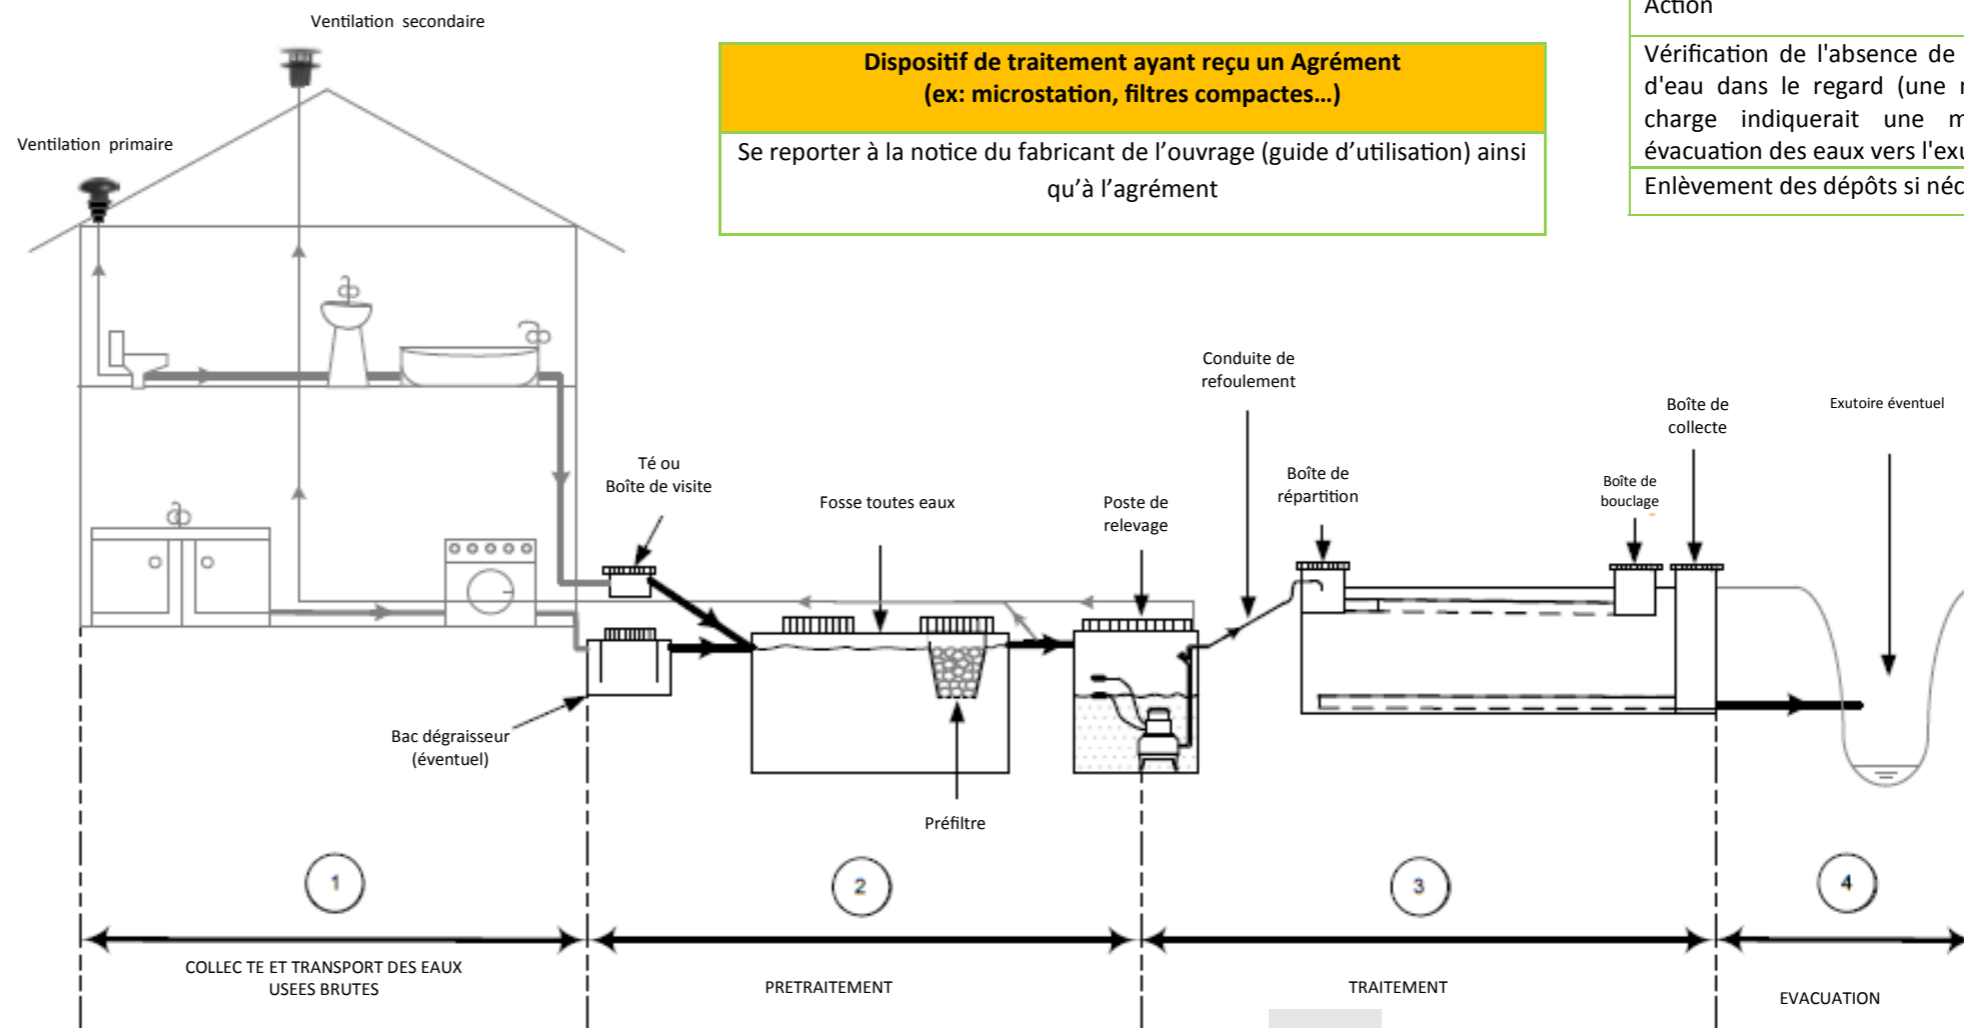 Ventilation secondaire
Ventilation primaire
Dispositif de traitement ayant reçu un Agrément
(ex: microstation, filtres compactes…)
Se reporter à la notice du fabricant de l’ouvrage (guide d’utilisation) ainsi
qu’à l’agrément
Action
Vérification de l'absence de
d'eau dans le regard (une
charge indiquerait une
évacuation des eaux vers
Enlèvement des dépôts si
Té ou
Boîte de visite
Fosse toutes eaux
Poste de
relevage
Conduite de
refoulement
Boîte de
répartition
Boîte de
bouclage
Boîte de
collecte
Exutoire éventuel
Bac dégraisseur
(éventuel)
Préfiltre
1
2
3
4
COLLEC TE ET TRANSPORT DES EAUX
USEES BRUTES
PRETRAITEMENT
TRAITEMENT
EVACUATION